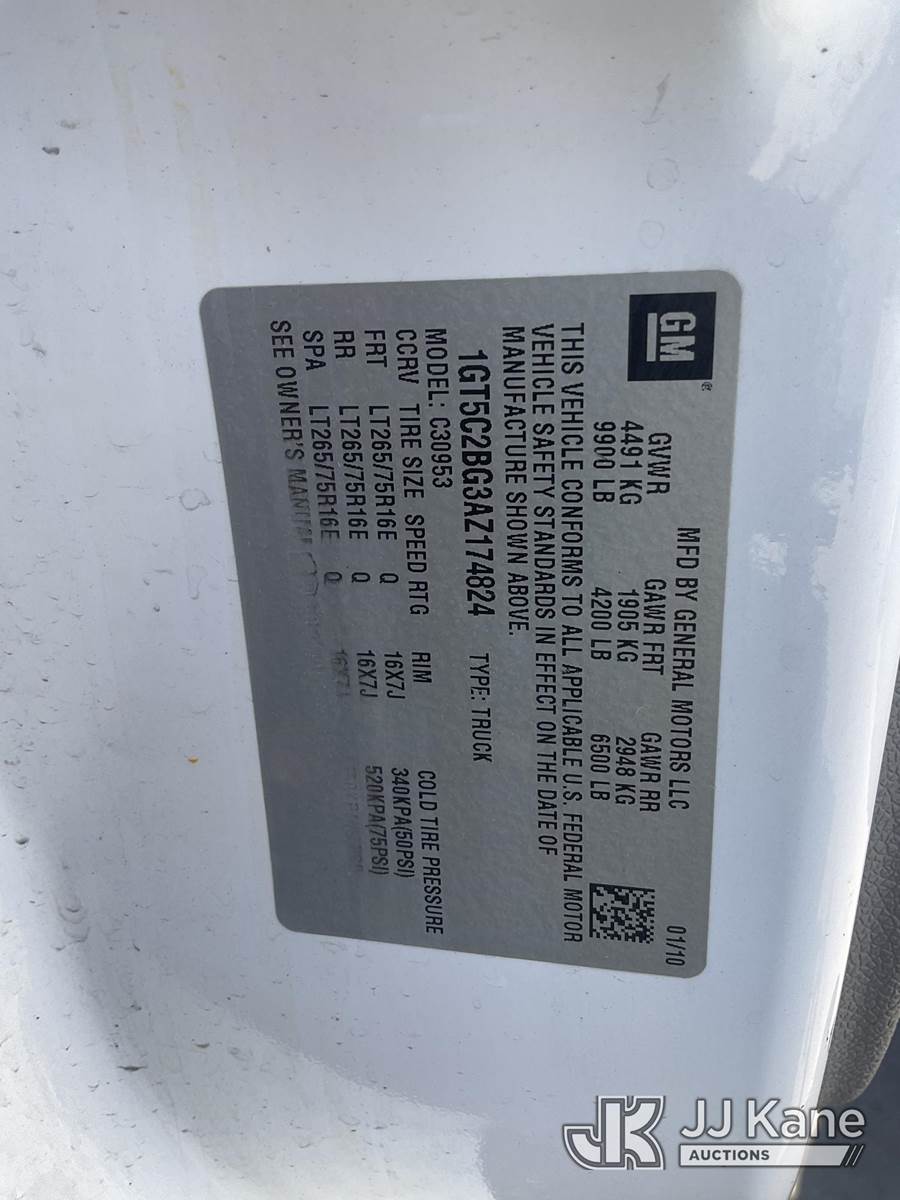 GM®
MFD BY GENERAL MOTORS LLC 01/10
GVWR GAWR FRT GAWR RR
4491 KG 1905 KG 2948 KG
9900 LB 4200 LB 6500 LB
THIS VEHICLE CONFORMS TO ALL APPLICABLE U.S. FEDERAL MOTOR
VEHICLE SAFETY STANDARDS IN EFFECT ON THE DATE OF
MANUFACTURE SHOWN ABOVE.
1GT5C2BG3AZ174824 TYPE: TRUCK
MODEL: C30953
CCRV TIRE SIZE SPEED RTG RIM COLD TIRE PRESSURE
FRT LT265/75R16E Q 16X7J 340KPA(50PSI)
RR LT265/75R16E Q 16X7J 520KPA(75PSI)
SPA LT265/75R16E Q 16X7J
SEE OWNER'S MANUAL
JK JJ Kane
AUCTIONS